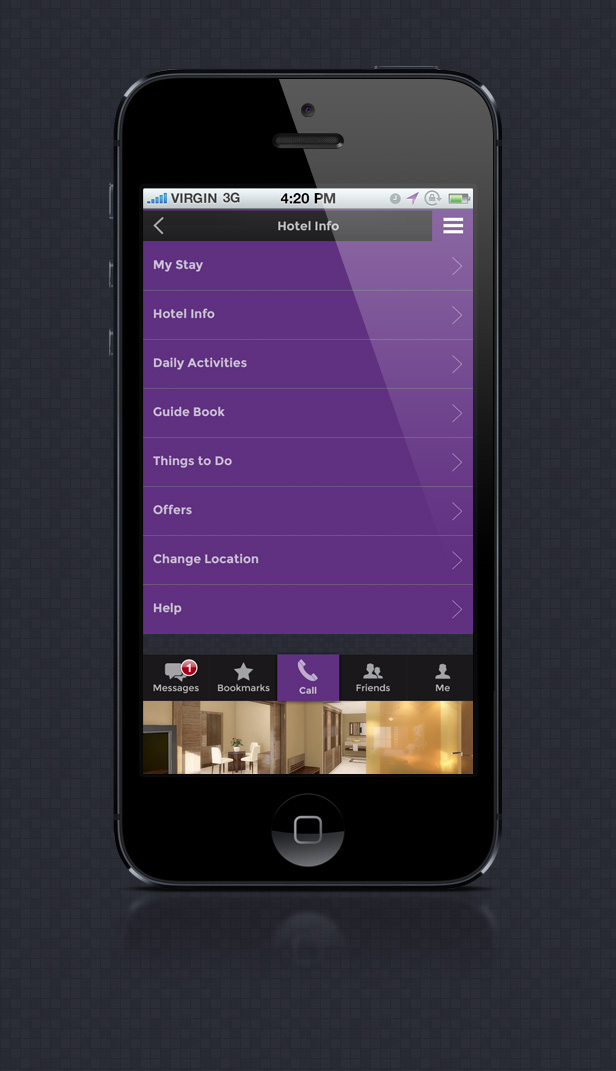 VIRGIN 3G 4:20 PM
Hotel Info
My Stay
Hotel Info
Daily Activities
Guide Book
Things to Do
Offers
Change Location
Help
1
Messages Bookmarks Call Friends Me